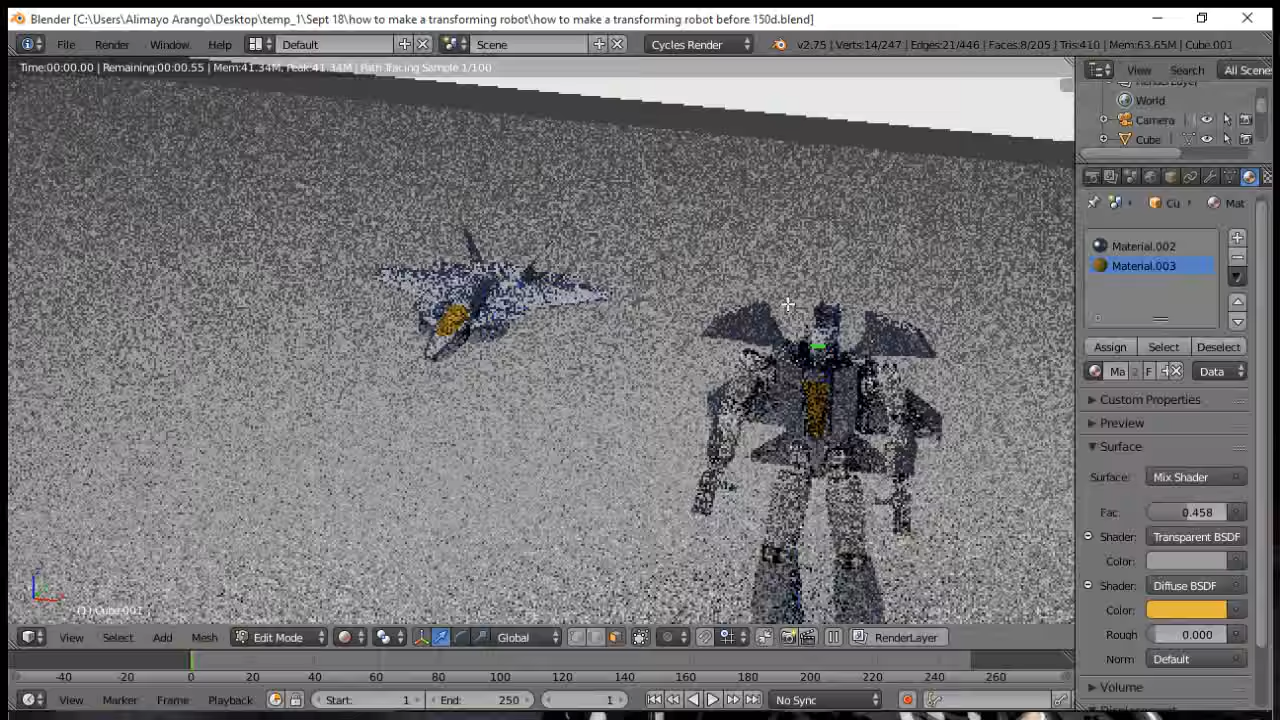 Blender [C:\Users\Alimayo Arango\Desktop\temp_1\Sept 18\how to make a transforming robot\how to make a transforming robot before 150d.blend]
File Render Window Help Default Scene Cycles Render v2.75 | Verts:14/247 | Edges:21/446 | Faces:8/205 | Tris:410 | Mem:63.65M | Cube.001
Time:00:00.00 | Remaining:00:00.55 | Mem:41.34M, Peak:41.34M | Path Tracing Sample 1/100
View Search All Scene
World
Camera
Cube
Cu Mat
Material.002
Material.003
Assign Select Deselect
Ma 2 F Data
Custom Properties
Preview
Surface
Surface: Mix Shader
Fac: 0.458
Shader: Transparent BSDF
Color:
Shader: Diffuse BSDF
Color:
Rough 0.000
Norm Default
Volume
(1) Cube.001
View Select Add Mesh Edit Mode Global RenderLayer
-40 -20 0 20 40 60 80 100 120 140 160 180 200 220 240 260
View Marker Frame Playback Start: 1 End: 250 1 No Sync